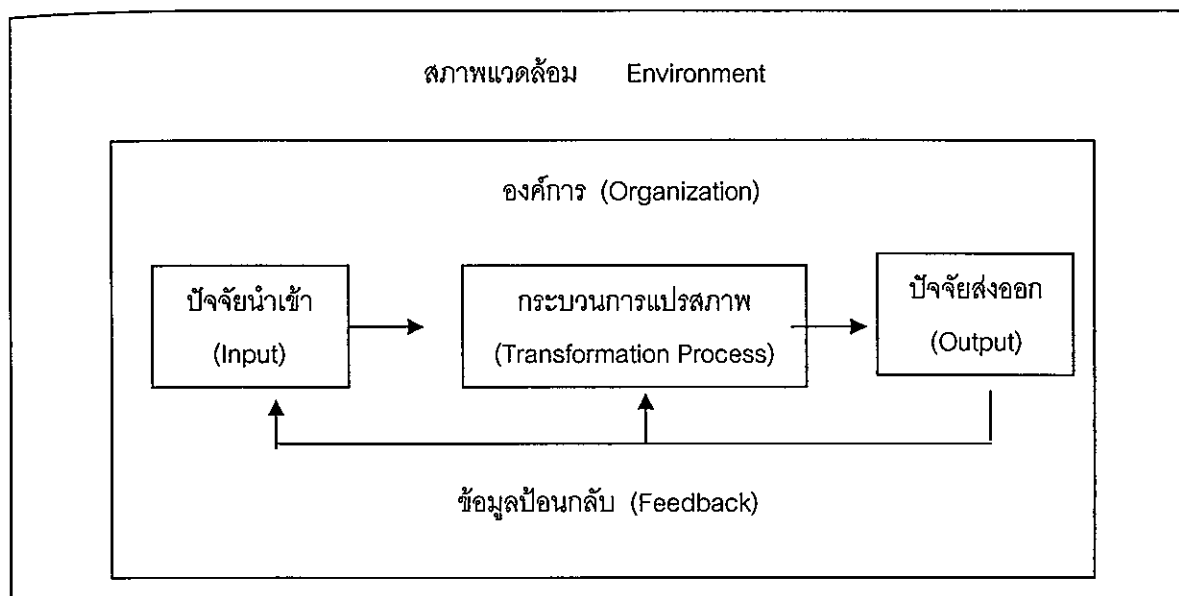 สภาพแวดล้อม Environment
องค์การ (Organization)
ปัจจัยนำเข้า
(Input)
กระบวนการแปรสภาพ
(Transformation Process)
ปัจจัยส่งออก
(Output)
ข้อมูลป้อนกลับ (Feedback)